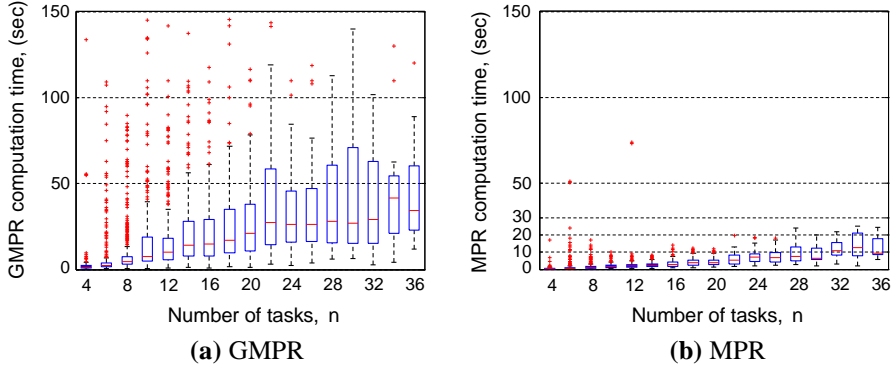 GMPR computation time, (sec)
150
100
50
0
4 8 12 16 20 24 28 32 36
Number of tasks, n
(a) GMPR
MPR computation time, (sec)
150
100
50
20
10
0
4 8 12 16 20 24 28 32 36
Number of tasks, n
(b) MPR